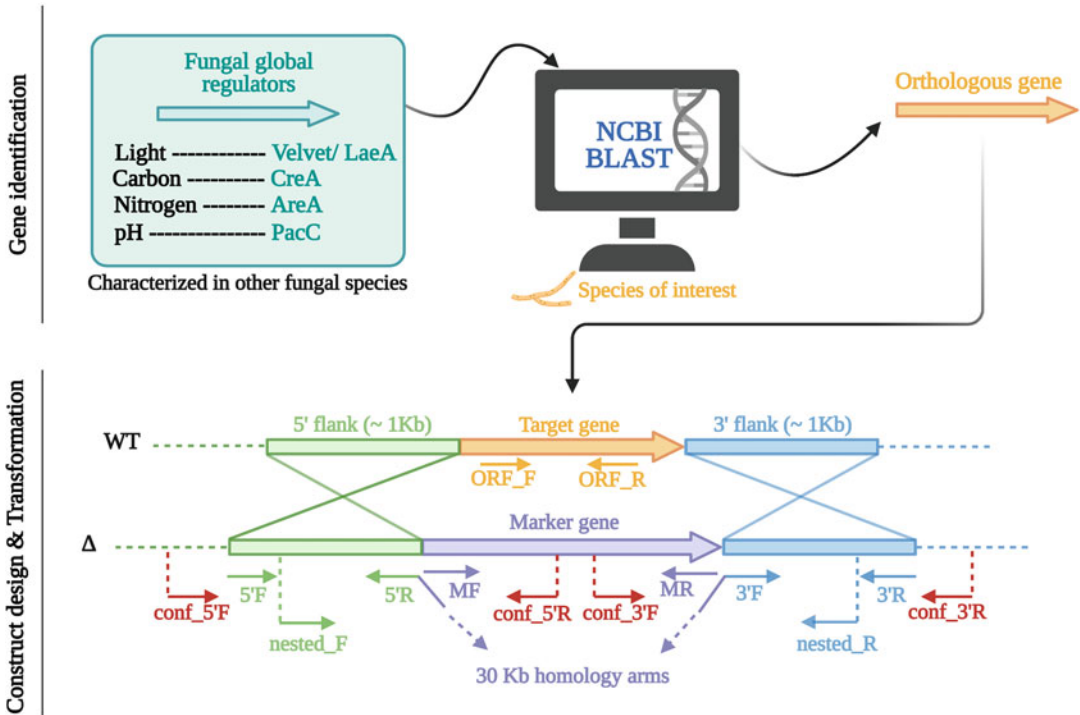 Gene identification
Fungal global
regulators
Light ------------ Velvet/ LaeA
Carbon ----------- CreA
Nitrogen -------- AreA
pH --------------- PacC
Characterized in other fungal species
NCBI
BLAST
Species of interest
Orthologous gene
Construct design & Transformation
WT
5' flank (~ 1Kb)
Target gene
3' flank (~ 1Kb)
ORF_F
ORF_R
Δ
Marker gene
conf_5'F
5'F
nested_F
5'R
MF
conf_5'R
conf_3'F
MR
3'F
nested_R
3'R
conf_3'R
30 Kb homology arms